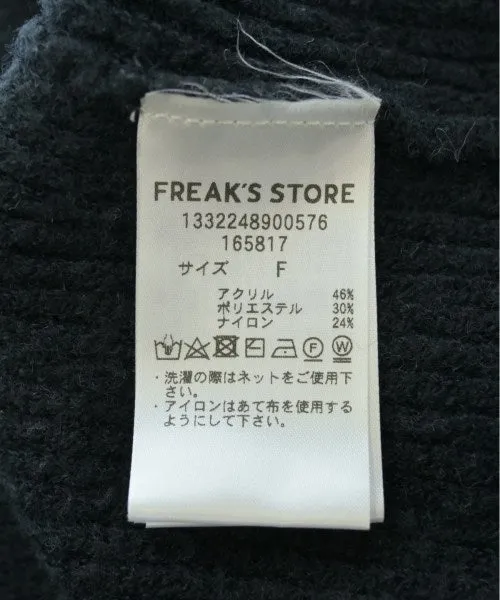 FREAK'S STORE
1332248900576
165817
サイズ F
アクリル 46%
ポリエステル 30%
ナイロン 24%
F W
・洗濯の際はネットをご使用下
さい。
・アイロンはあて布を使用する
ようにして下さい。